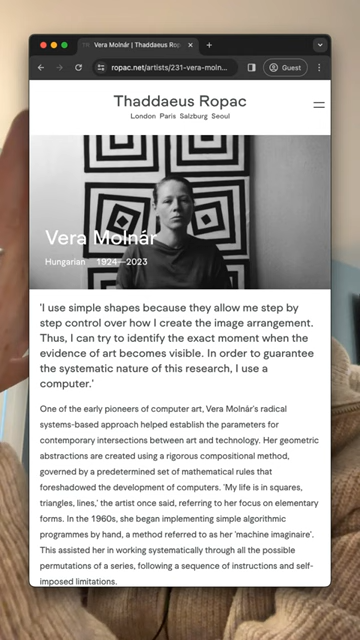 Vera Molnár | Thaddaeus Rop
ropac.net/artists/231-vera-moln...
Guest
Thaddaeus Ropac
London Paris Salzburg Seoul
Vera Molnár
Hungarian 1924—2023
'I use simple shapes because they allow me step by
step control over how I create the image arrangement.
Thus, I can try to identify the exact moment when the
evidence of art becomes visible. In order to guarantee
the systematic nature of this research, I use a
computer.'
One of the early pioneers of computer art, Vera Molnár's radical
systems-based approach helped establish the parameters for
contemporary intersections between art and technology. Her geometric
abstractions are created using a rigorous compositional method,
governed by a predetermined set of mathematical rules that
foreshadowed the development of computers. 'My life is in squares,
triangles, lines,' the artist once said, referring to her focus on elementary
forms. In the 1960s, she began implementing simple algorithmic
programmes by hand, a method referred to as her 'machine imaginaire'.
This assisted her in working systematically through all the possible
permutations of a series, following a sequence of instructions and self-
imposed limitations.